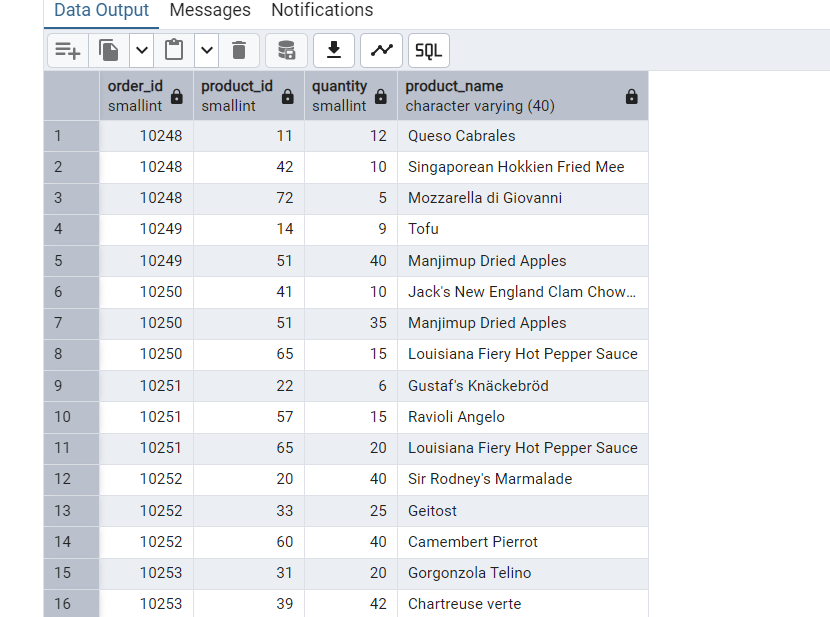 Data Output Messages Notifications
SQL
order_id product_id quantity product_name
smallint smallint smallint character varying (40)
1 10248 11 12 Queso Cabrales
2 10248 42 10 Singaporean Hokkien Fried Mee
3 10248 72 5 Mozzarella di Giovanni
4 10249 14 9 Tofu
5 10249 51 40 Manjimup Dried Apples
6 10250 41 10 Jack's New England Clam Chow...
7 10250 51 35 Manjimup Dried Apples
8 10250 65 15 Louisiana Fiery Hot Pepper Sauce
9 10251 22 6 Gustaf's Knäckebröd
10 10251 57 15 Ravioli Angelo
11 10251 65 20 Louisiana Fiery Hot Pepper Sauce
12 10252 20 40 Sir Rodney's Marmalade
13 10252 33 25 Geitost
14 10252 60 40 Camembert Pierrot
15 10253 31 20 Gorgonzola Telino
16 10253 39 42 Chartreuse verte